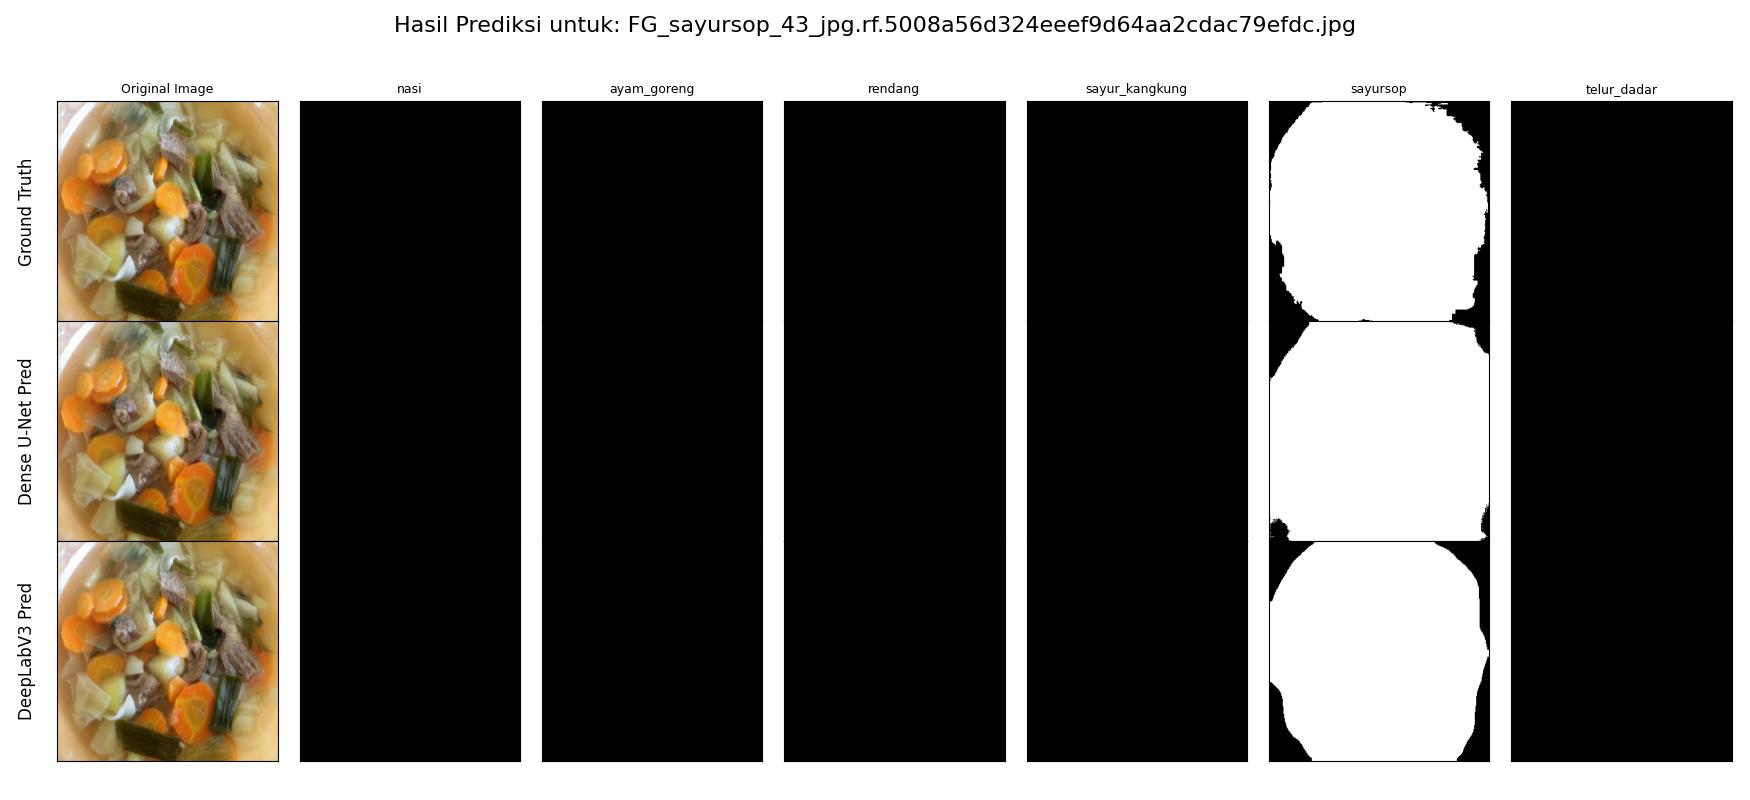 Hasil Prediksi untuk: FG_sayursop_43_jpg.rf.5008a56d324eeef9d64aa2cdac79efdc.jpg
Original Image nasi ayam_goreng rendang sayur_kangkung sayursop telur_dadar
Ground Truth
Dense U-Net Pred
DeepLabV3 Pred